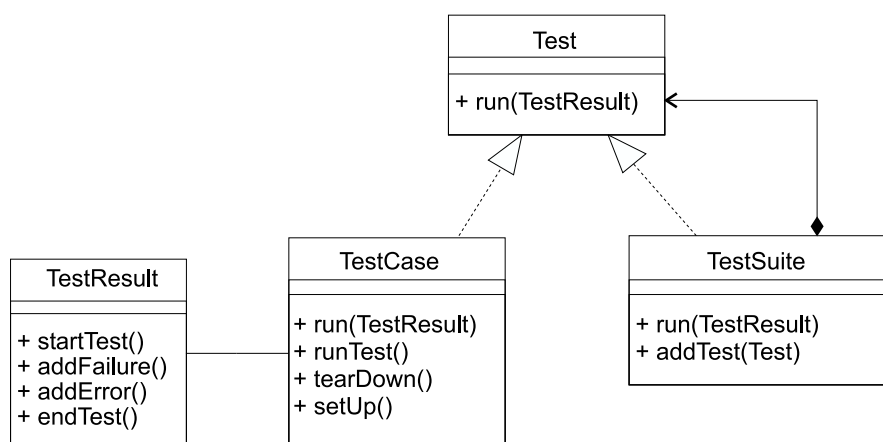 Test
+ run(TestResult)
TestResult
+ startTest()
+ addFailure()
+ addError()
+ endTest()
TestCase
+ run(TestResult)
+ runTest()
+ tearDown()
+ setUp()
TestSuite
+ run(TestResult)
+ addTest(Test)